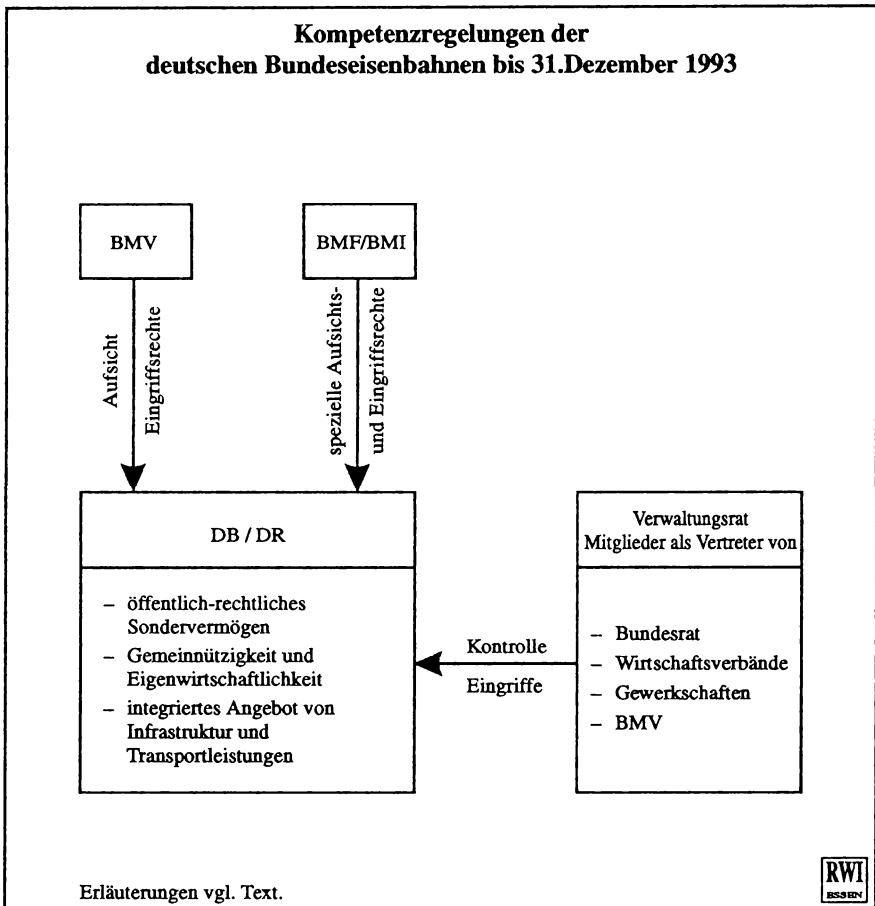 Kompetenzregelungen der
deutschen Bundeseisenbahnen bis 31.Dezember 1993
BMV
BMF/BMI
Aufsicht
Eingriffsrechte
spezielle Aufsichts-
und Eingriffsrechte
DB / DR
– öffentlich-rechtliches
Sondervermögen
– Gemeinnützigkeit und
Eigenwirtschaftlichkeit
– integriertes Angebot von
Infrastruktur und
Transportleistungen
Kontrolle
Eingriffe
Verwaltungsrat
Mitglieder als Vertreter von
– Bundesrat
– Wirtschaftsverbände
– Gewerkschaften
– BMV
Erläuterungen vgl. Text.
RWI
ESSEN